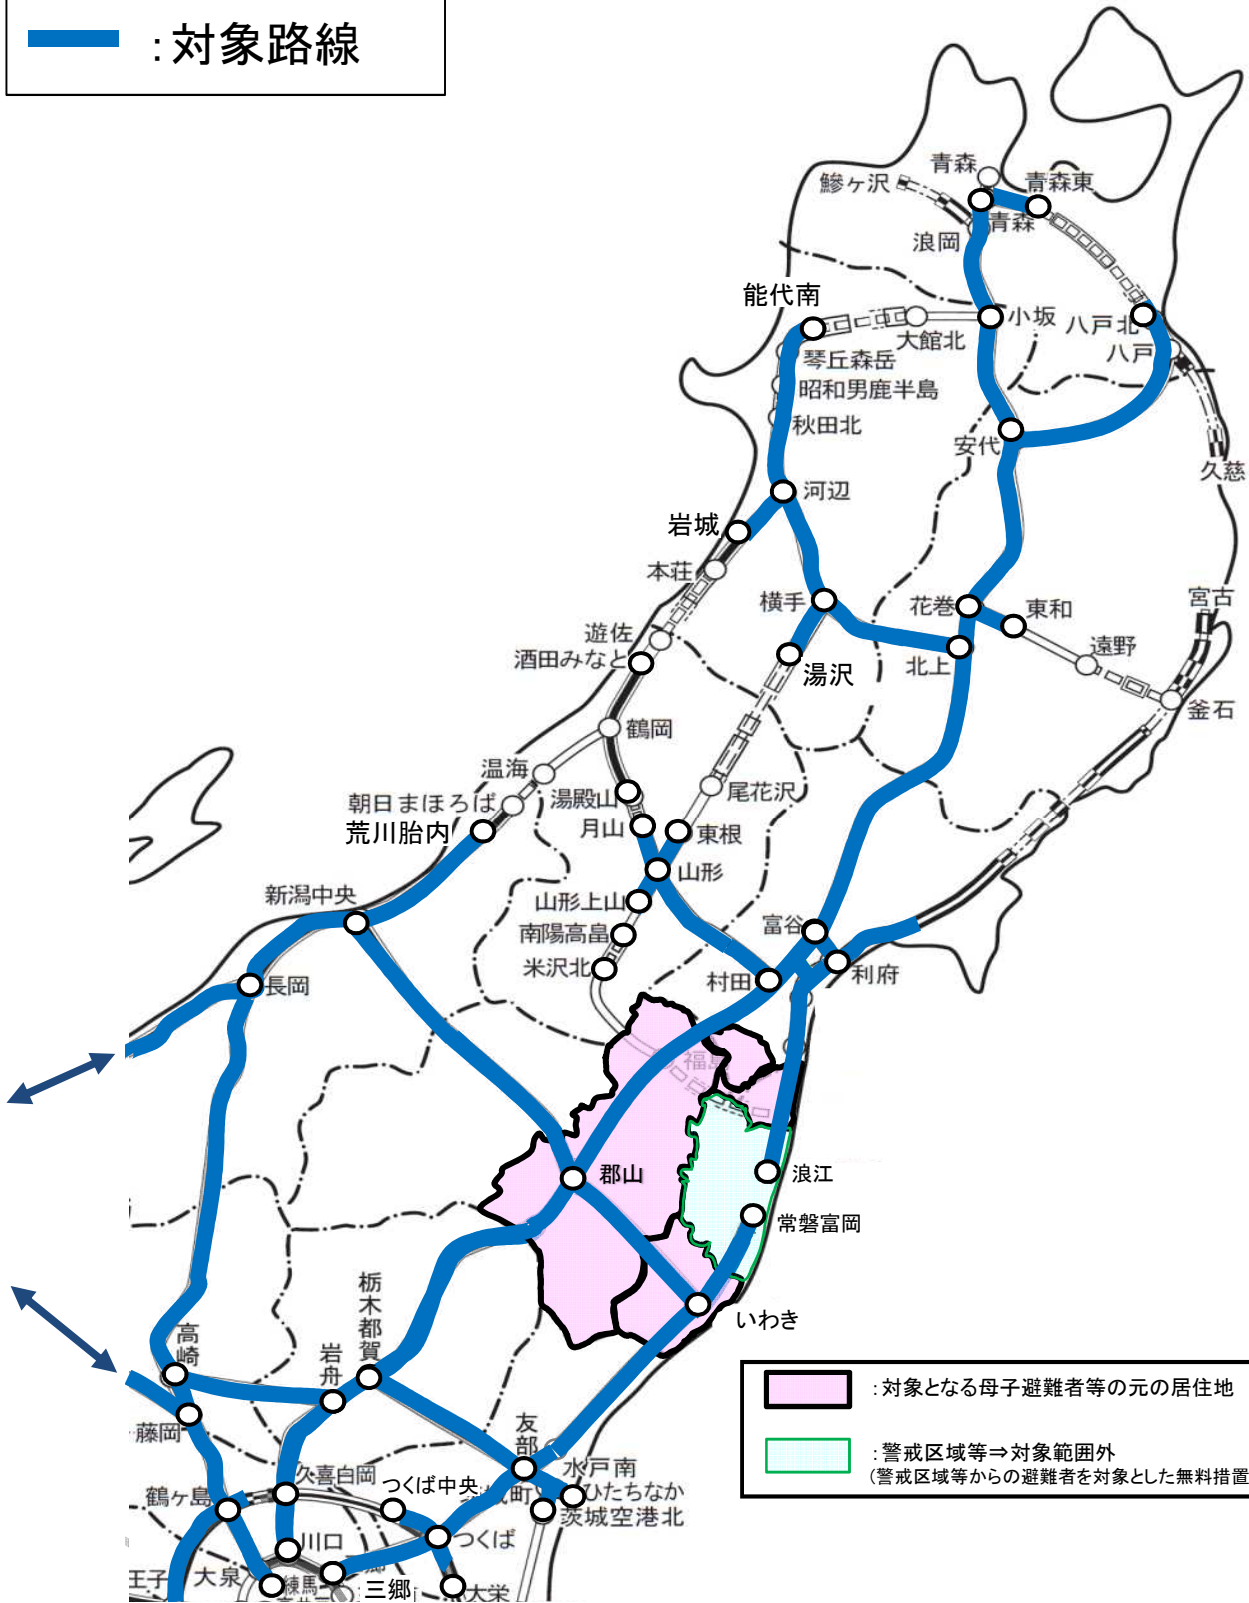 ：対象路線
青森
鰺ヶ沢
青森東
青森
浪岡
能代南
小坂
八戸北
大館北
八戸
琴丘森岳
昭和男鹿半島
秋田北
安代
久慈
河辺
岩城
本荘
横手
花巻
東和
宮古
遊佐
酒田みなと
湯沢
北上
遠野
釜石
鶴岡
温海
湯殿山
尾花沢
朝日まほろば
荒川胎内
月山
東根
山形
新潟中央
山形上山
富谷
南陽高畠
米沢北
村田
利府
長岡
郡山
浪江
常磐富岡
いわき
栃木都賀
高崎
岩舟
：対象となる母子避難者等の元の居住地
藤岡
友部
：警戒区域等⇒対象範囲外
（警戒区域等からの避難者を対象とした無料措置
久喜白岡
つくば中央
水戸南
ひたちなか
鶴ヶ島
茨城空港北
川口
つくば
大泉
練馬
三郷
大栄